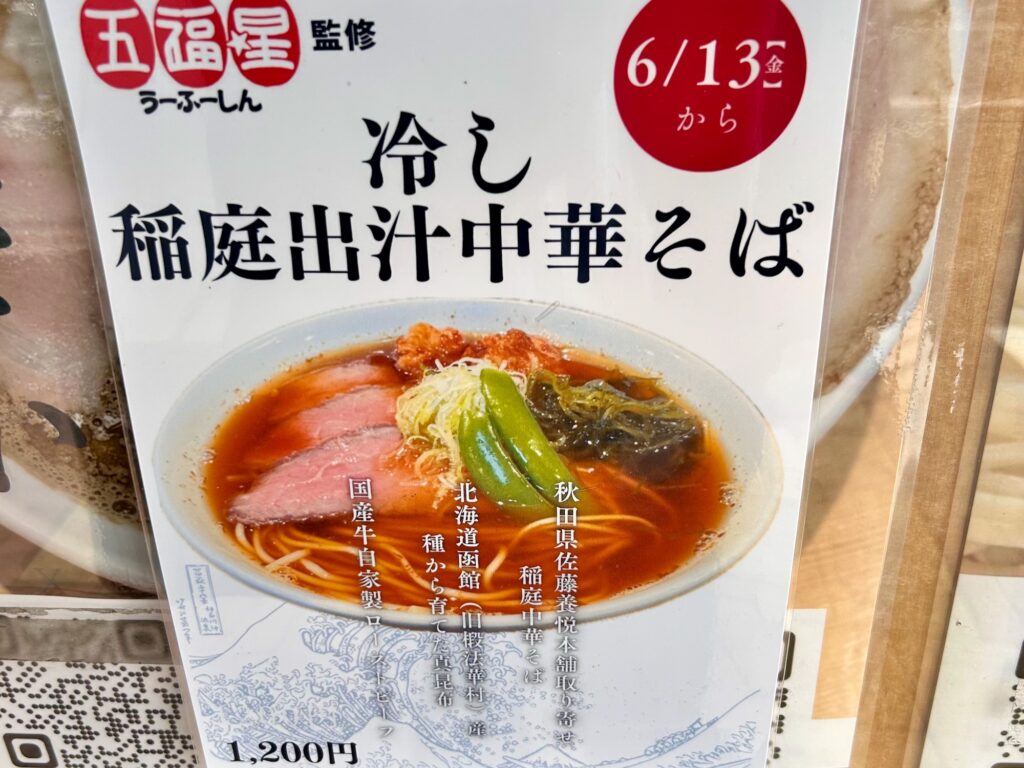 五福星
監修
うーふーしん
6/13【金】
から
冷し
稲庭出汁中華そば
秋田県佐藤養悦本舗取り寄せ
稲庭中華そば
北海道函館（旧椴法華村）産
種から育てた真昆布
国産牛自家製ローストビーフ
1,200円